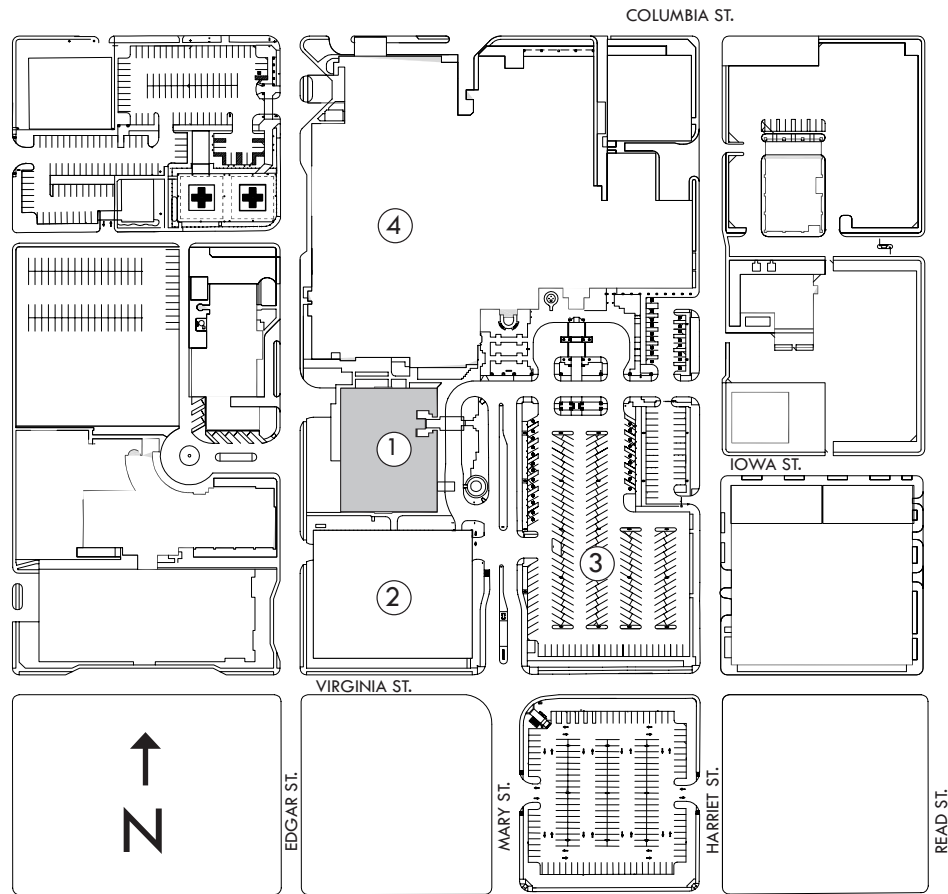 COLUMBIA ST.
4
1
IOWA ST.
3
2
VIRGINIA ST.
N
EDGAR ST.
MARY ST.
HARRIET ST.
READ ST.